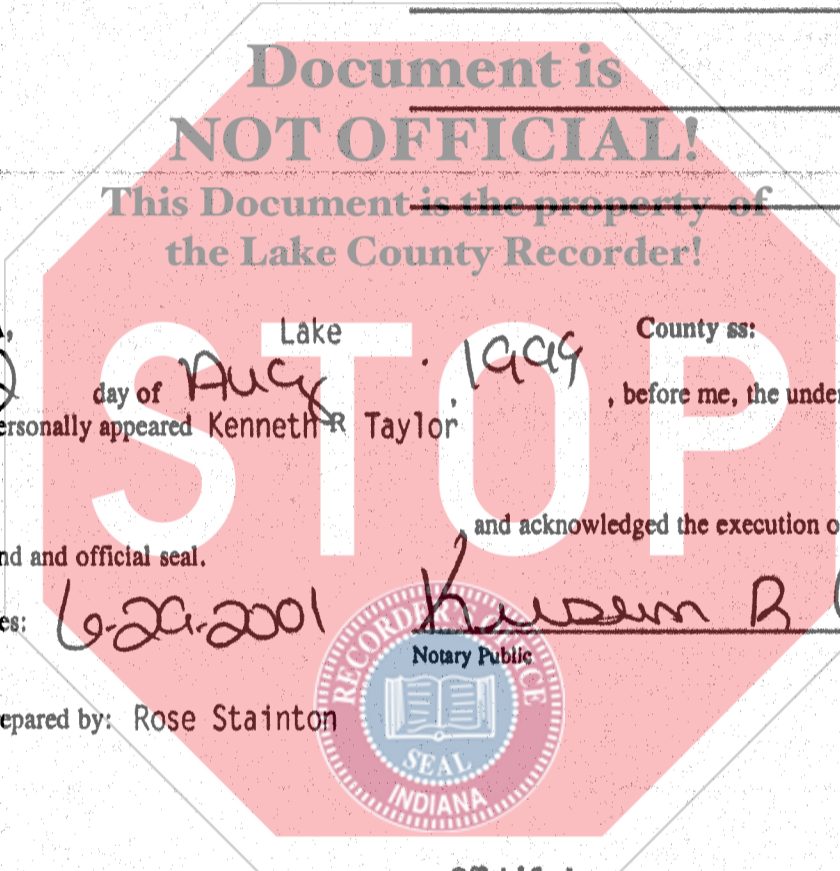 Document is
NOT OFFICIAL!
This Document is the property of
the Lake County Recorder!
STOP
Lake County ss:
day of Aug , 1999 , before me, the under
ersonally appeared Kenneth R Taylor
, and acknowledged the execution o
nd and official seal.
es: 6-29-2001 R
Notary Public
epared by: Rose Stainton
RECORDER'S OFFICE
SEAL
INDIANA